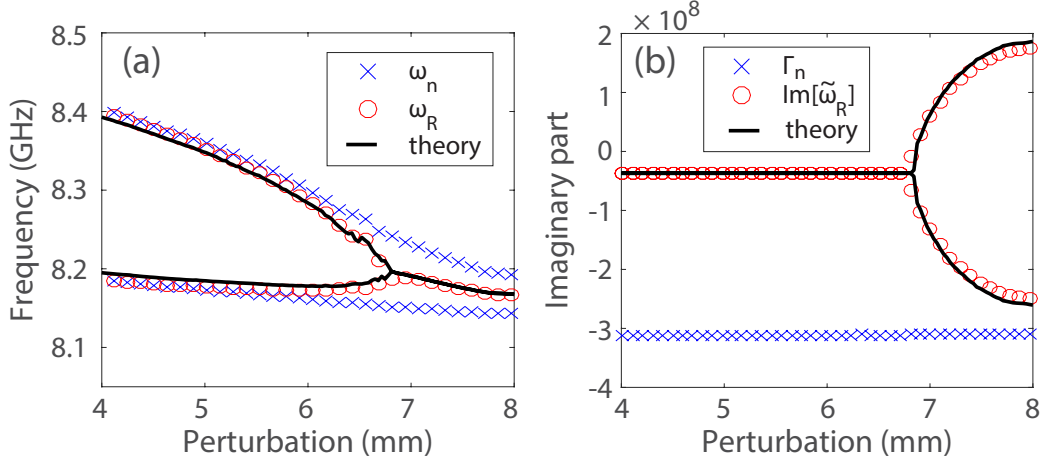 (a)
8.5
8.4
8.3
8.2
8.1
Frequency (GHz)
ω_n
ω_R
theory
4
5
6
7
8
Perturbation (mm)
× 10^8
(b)
2
1
0
-1
-2
-3
-4
Imaginary part
Γ_n
Im[ω̃_R]
theory
4
5
6
7
8
Perturbation (mm)